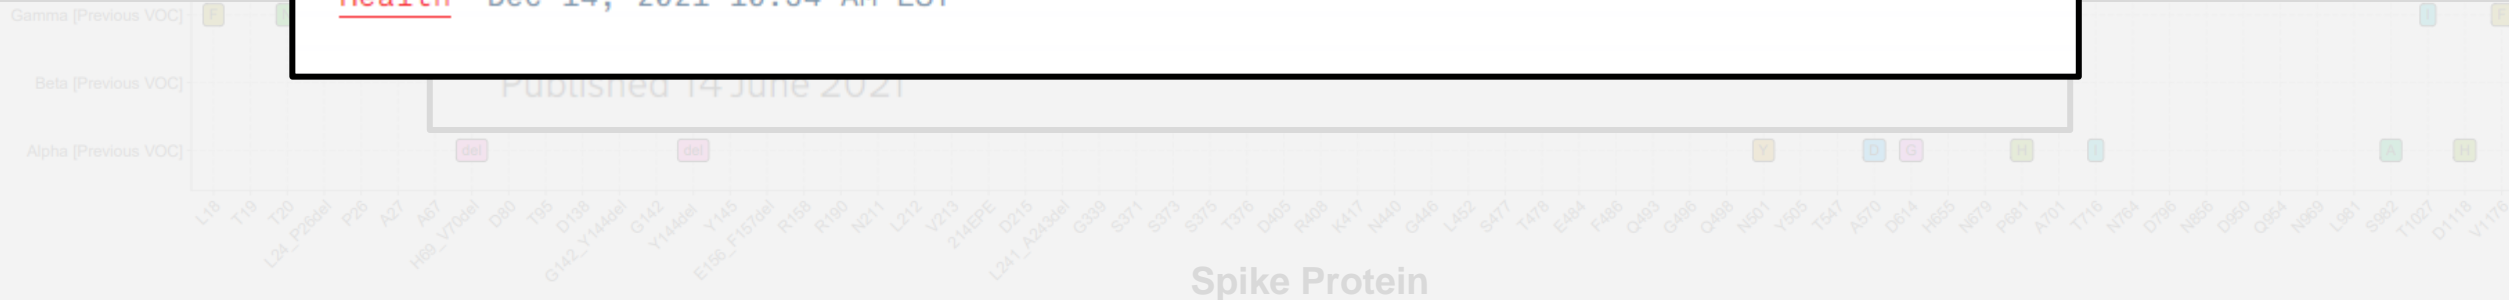 Health Dec 14, 2021 10:54 AM EST
Gamma [Previous VOC] F I F
Beta [Previous VOC]
Published 14 June 2021
Alpha [Previous VOC] del del Y D G H I A H
L18 T19 T20 L24_P26del P26 A27 A67 H69_V70del D80 T95 D138 G142_Y144del G142 Y144del Y145 E156_F157del R158 R190 N211 L212 V213 214EPE D215 L241_A243del G339 S371 S373 S375 T376 D405 R408 K417 N440 G446 L452 S477 T478 E484 F486 Q493 G496 Q498 N501 Y505 T547 A570 D614 H655 N679 P681 A701 T716 N764 D796 N856 D950 Q954 N969 L981 S982 T1027 D1118 V1176
Spike Protein